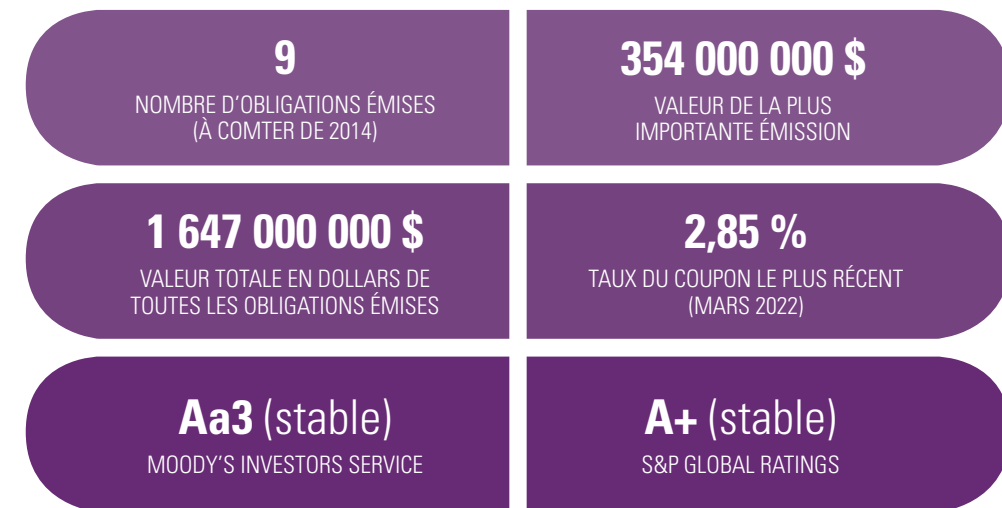 9
NOMBRE D'OBLIGATIONS ÉMISES
(À COMTER DE 2014)
354 000 000 $
VALEUR DE LA PLUS
IMPORTANTE ÉMISSION
1 647 000 000 $
VALEUR TOTALE EN DOLLARS DE
TOUTES LES OBLIGATIONS ÉMISES
2,85 %
TAUX DU COUPON LE PLUS RÉCENT
(MARS 2022)
Aa3 (stable)
MOODY'S INVESTORS SERVICE
A+ (stable)
S&P GLOBAL RATINGS